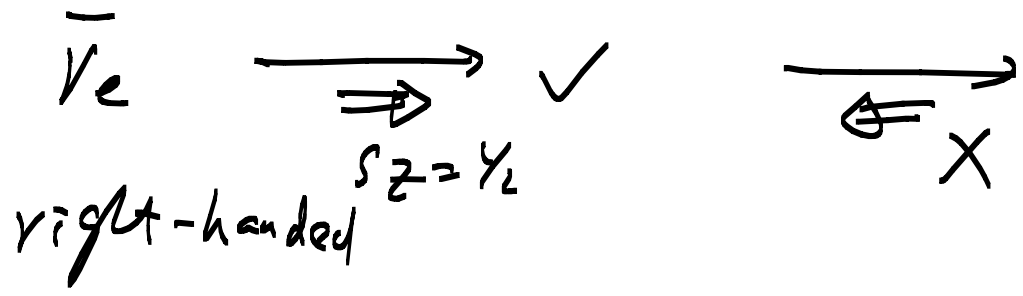 ν̄e ⟶ ⇒ ✓ ⟶ ⇐ X
Sz = 1/2
right-handed